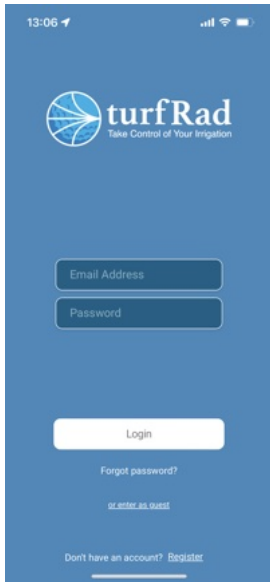 13:06
turfRad
Take Control of Your Irrigation
Email Address
Password
Login
Forgot password?
or enter as guest
Don't have an account? Register